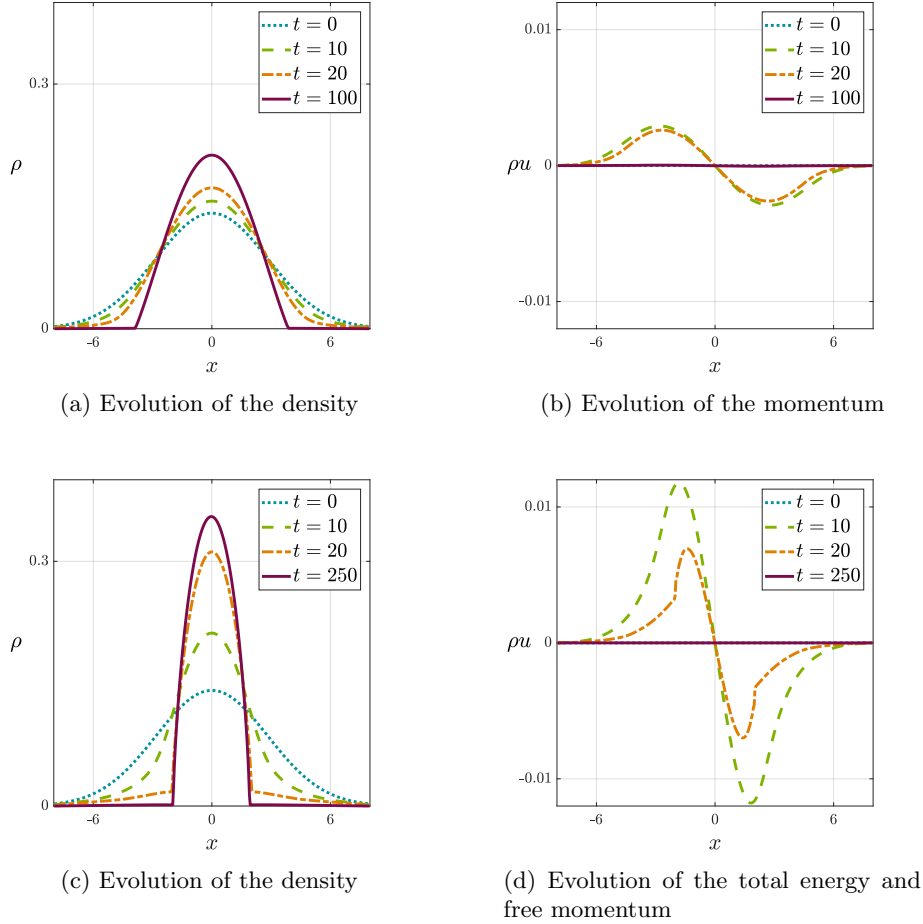 t = 0
t = 10
t = 20
t = 100
0.3
ρ
0
-6
0
6
x
(a) Evolution of the density
t = 0
t = 10
t = 20
t = 100
0.01
ρu
0
-0.01
-6
0
6
x
(b) Evolution of the momentum
t = 0
t = 10
t = 20
t = 250
0.3
ρ
0
-6
0
6
x
(c) Evolution of the density
t = 0
t = 10
t = 20
t = 250
0.01
ρu
0
-0.01
-6
0
6
x
(d) Evolution of the total energy and
free momentum